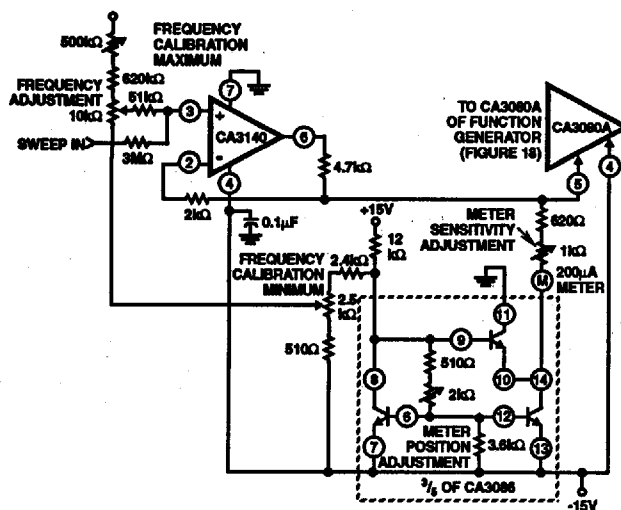 500kΩ
FREQUENCY
CALIBRATION
MAXIMUM
620kΩ
FREQUENCY
ADJUSTMENT
10kΩ
51kΩ
SWEEP IN
3MΩ
7
3
+
CA3140
6
2
-
4
4.7kΩ
2kΩ
0.1μF
TO CA3080A
OF FUNCTION
GENERATOR
(FIGURE 18)
CA3080A
4
5
+15V
12
kΩ
620Ω
METER
SENSITIVITY
ADJUSTMENT
1kΩ
200μA
METER
M
2.4kΩ
FREQUENCY
CALIBRATION
MINIMUM
2.5
kΩ
510Ω
11
9
510Ω
10
14
8
2kΩ
6
12
7
METER
POSITION
ADJUSTMENT
3.6kΩ
13
3/5 OF CA3086
-15V